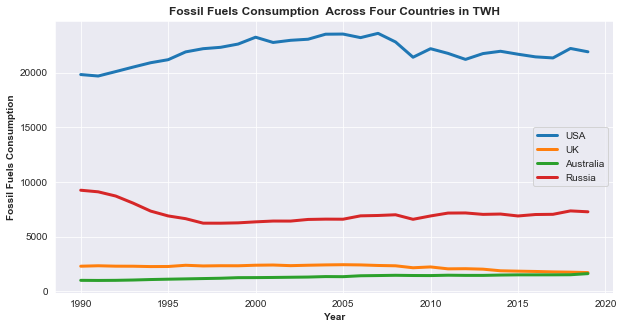 Fossil Fuels Consumption  Across Four Countries in TWH
Fossil Fuels Consumption
20000
15000
10000
5000
0
USA
UK
Australia
Russia
1990
1995
2000
2005
2010
2015
2020
Year